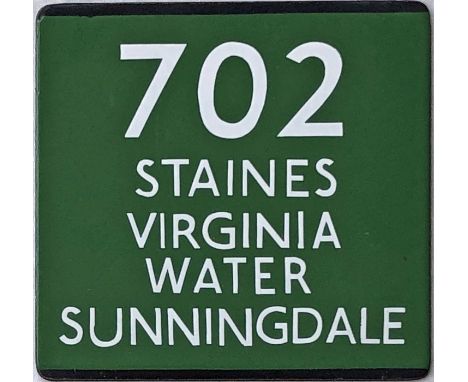 702
STAINES
VIRGINIA
WATER
SUNNINGDALE